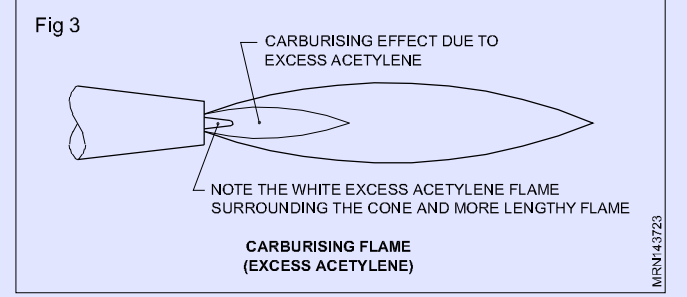 Fig 3
CARBURISING EFFECT DUE TO
EXCESS ACETYLENE
NOTE THE WHITE EXCESS ACETYLENE FLAME
SURROUNDING THE CONE AND MORE LENGTHY FLAME
CARBURISING FLAME
(EXCESS ACETYLENE)
MRN143723